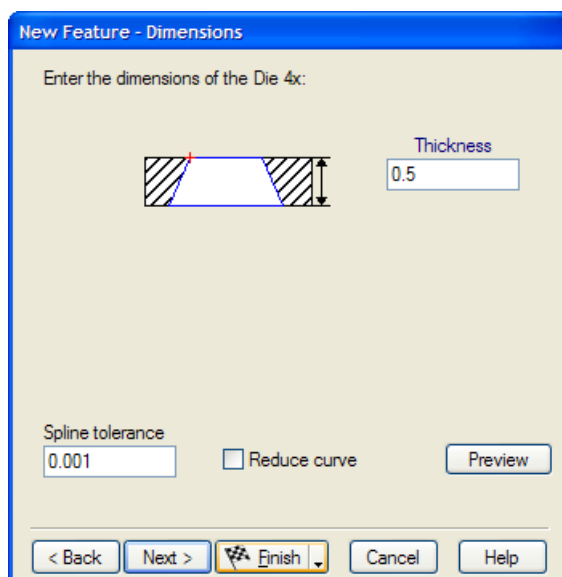 New Feature - Dimensions
Enter the dimensions of the Die 4x:
Thickness
0.5
Spline tolerance
0.001
Reduce curve
Preview
< Back Next > Finish Cancel Help